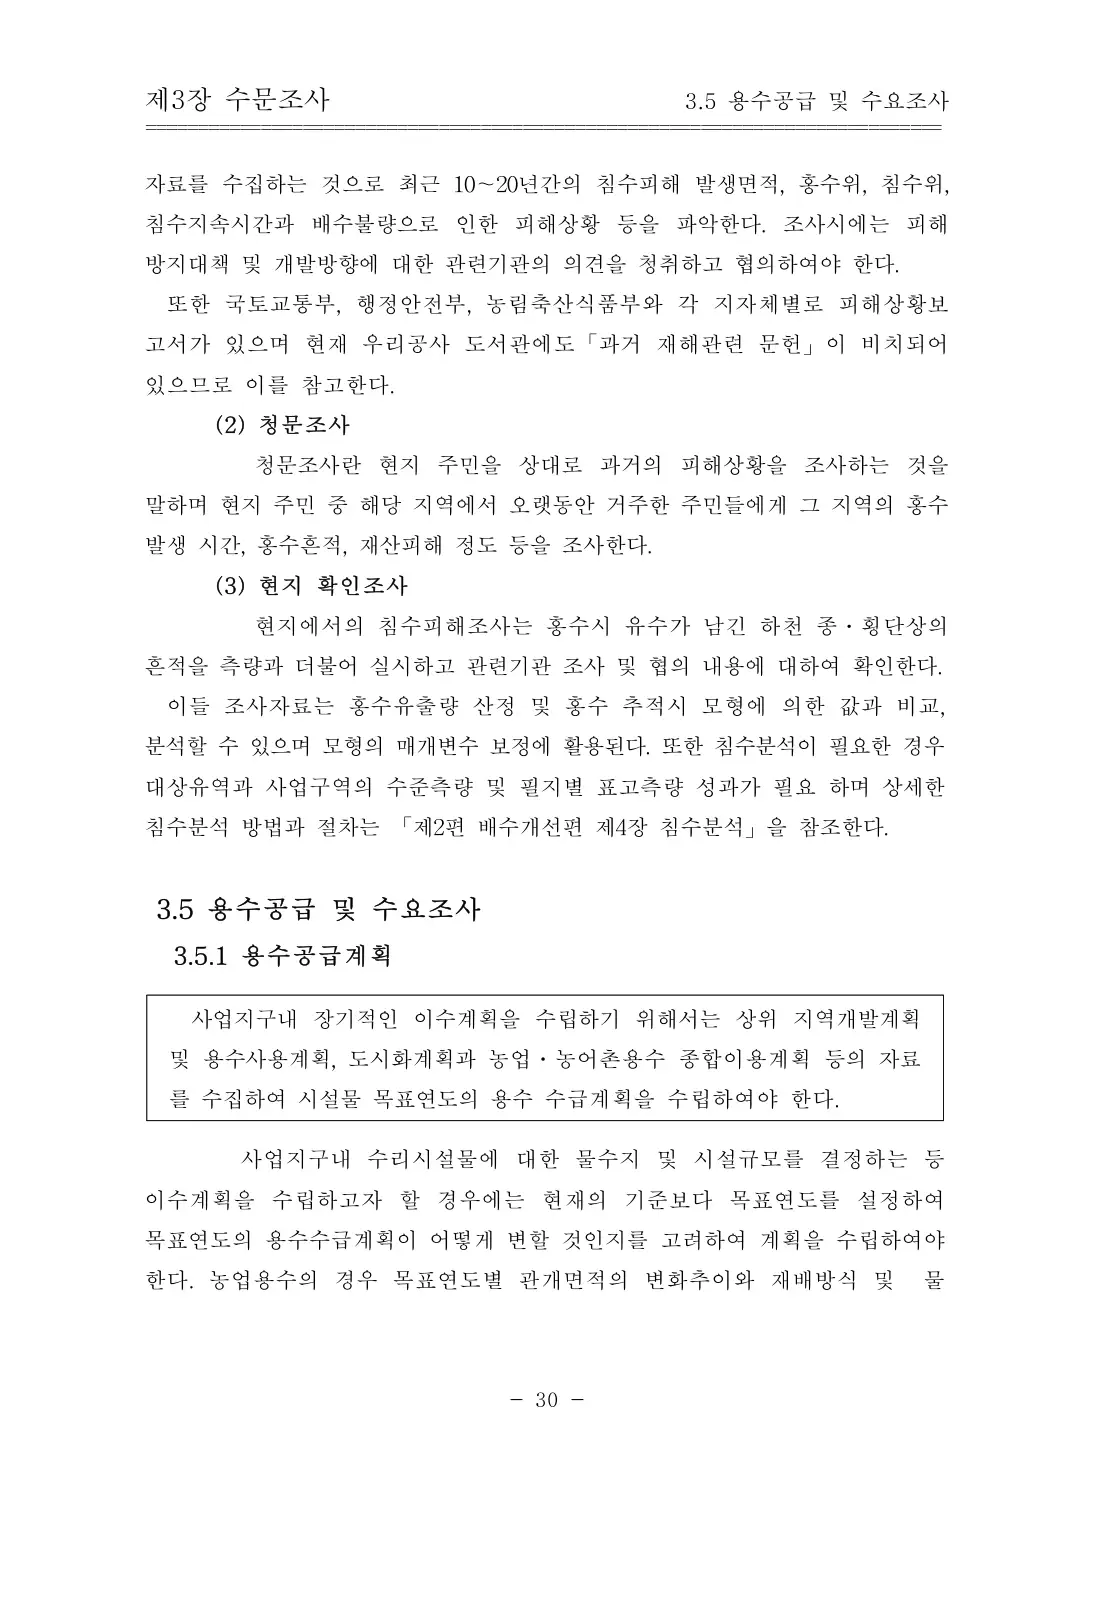 제3장 수문조사 3.5 용수공급 및 수요조사
자료를 수집하는 것으로 최근 10～20년간의 침수피해 발생면적, 홍수위, 침수위,
침수지속시간과 배수불량으로 인한 피해상황 등을 파악한다. 조사시에는 피해
방지대책 및 개발방향에 대한 관련기관의 의견을 청취하고 협의하여야 한다.
또한 국토교통부, 행정안전부, 농림축산식품부와 각 지자체별로 피해상황보
고서가 있으며 현재 우리공사 도서관에도「과거 재해관련 문헌」이 비치되어
있으므로 이를 참고한다.
(2) 청문조사
청문조사란 현지 주민을 상대로 과거의 피해상황을 조사하는 것을
말하며 현지 주민 중 해당 지역에서 오랫동안 거주한 주민들에게 그 지역의 홍수
발생 시간, 홍수흔적, 재산피해 정도 등을 조사한다.
(3) 현지 확인조사
현지에서의 침수피해조사는 홍수시 유수가 남긴 하천 종·횡단상의
흔적을 측량과 더불어 실시하고 관련기관 조사 및 협의 내용에 대하여 확인한다.
이들 조사자료는 홍수유출량 산정 및 홍수 추적시 모형에 의한 값과 비교,
분석할 수 있으며 모형의 매개변수 보정에 활용된다. 또한 침수분석이 필요한 경우
대상유역과 사업구역의 수준측량 및 필지별 표고측량 성과가 필요 하며 상세한
침수분석 방법과 절차는 「제2편 배수개선편 제4장 침수분석」을 참조한다.
3.5 용수공급 및 수요조사
3.5.1 용수공급계획
사업지구내 장기적인 이수계획을 수립하기 위해서는 상위 지역개발계획
및 용수사용계획, 도시화계획과 농업·농어촌용수 종합이용계획 등의 자료
를 수집하여 시설물 목표연도의 용수 수급계획을 수립하여야 한다.
사업지구내 수리시설물에 대한 물수지 및 시설규모를 결정하는 등
이수계획을 수립하고자 할 경우에는 현재의 기준보다 목표연도를 설정하여
목표연도의 용수수급계획이 어떻게 변할 것인지를 고려하여 계획을 수립하여야
한다. 농업용수의 경우 목표연도별 관개면적의 변화추이와 재배방식 및 물
- 30 -